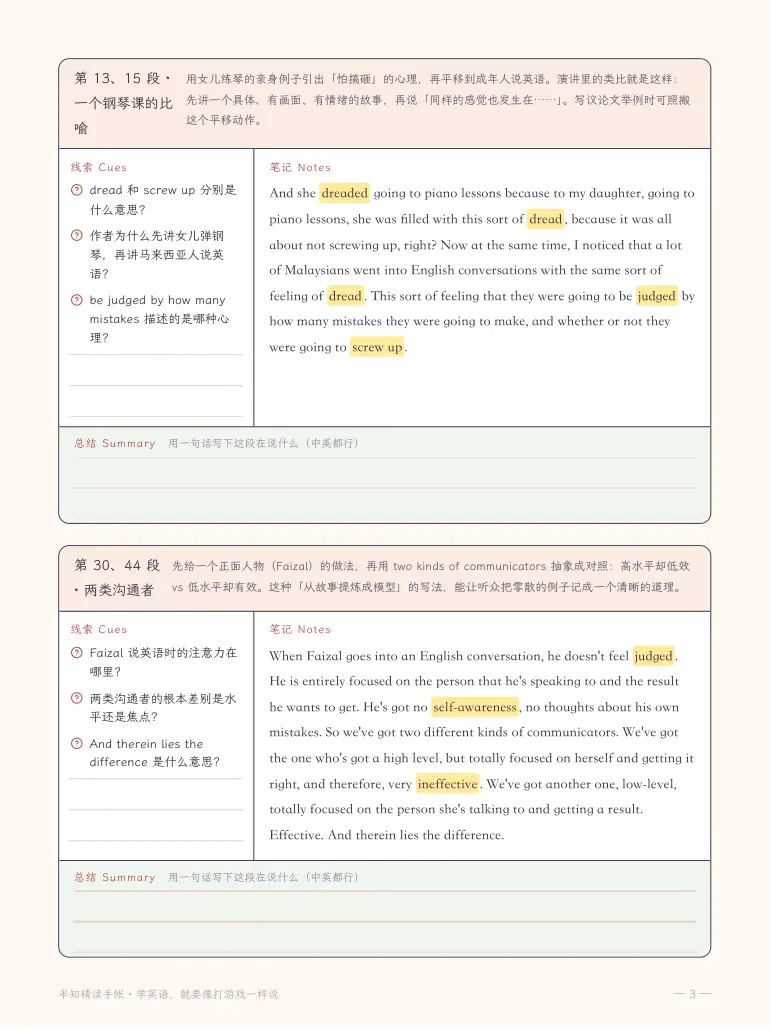 第 13、15 段・
一个钢琴课的比
喻
用女儿练琴的亲身例子引出「怕搞砸」的心理，再平移到成年人说英语。演讲里的类比就是这样：
先讲一个具体、有画面、有情绪的故事，再说「同样的感觉也发生在……」。写议论文举例时可照搬
这个平移动作。
线索 Cues
dread 和 screw up 分别是
什么意思？
作者为什么先讲女儿弹钢
琴，再讲马来西亚人说英
语？
be judged by how many
mistakes 描述的是哪种心
理？
笔记 Notes
And she dreaded going to piano lessons because to my daughter, going to
piano lessons, she was filled with this sort of dread, because it was all
about not screwing up, right? Now at the same time, I noticed that a lot
of Malaysians went into English conversations with the same sort of
feeling of dread. This sort of feeling that they were going to be judged by
how many mistakes they were going to make, and whether or not they
were going to screw up.
总结 Summary 用一句话写下这段在说什么（中英都行）
第 30、44 段
・两类沟通者
先给一个正面人物（Faizal）的做法，再用 two kinds of communicators 抽象成对照：高水平却低效
vs 低水平却有效。这种「从故事提炼成模型」的写法，能让听众把零散的例子记成一个清晰的道理。
线索 Cues
Faizal 说英语时的注意力在
哪里？
两类沟通者的根本差别是水
平还是焦点？
And therein lies the
difference 是什么意思？
笔记 Notes
When Faizal goes into an English conversation, he doesn't feel judged.
He is entirely focused on the person that he's speaking to and the result
he wants to get. He's got no self-awareness, no thoughts about his own
mistakes. So we've got two different kinds of communicators. We've got
the one who's got a high level, but totally focused on herself and getting it
right, and therefore, very ineffective. We've got another one, low-level,
totally focused on the person she's talking to and getting a result.
Effective. And therein lies the difference.
总结 Summary 用一句话写下这段在说什么（中英都行）
半知精读手帐・学英语，就要像打游戏一样说
— 3 —